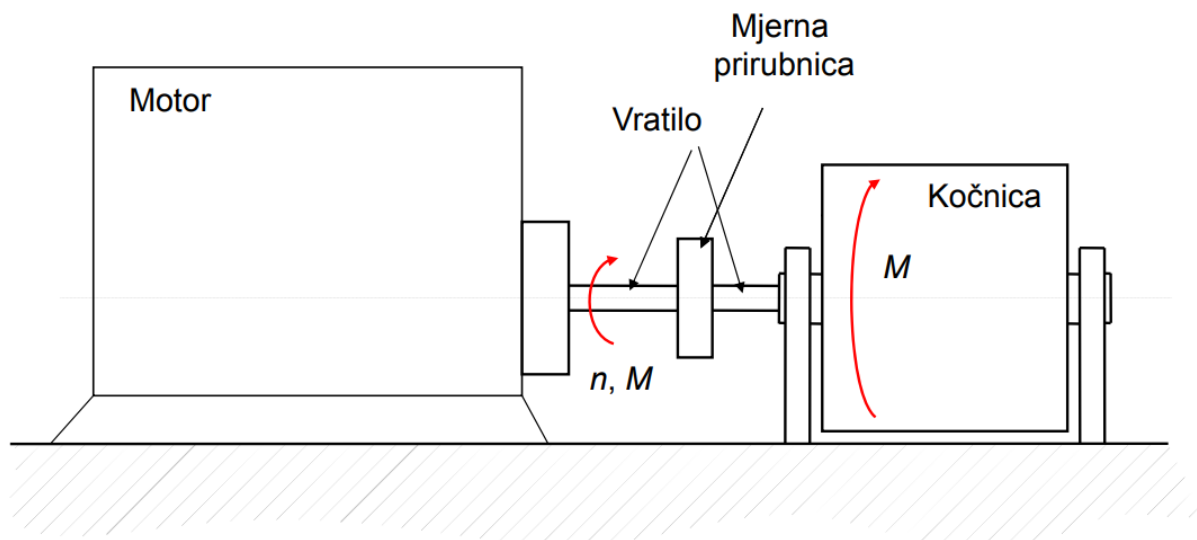 Mjerna
prirubnica
Motor
Vratilo
Kočnica
M
n, M